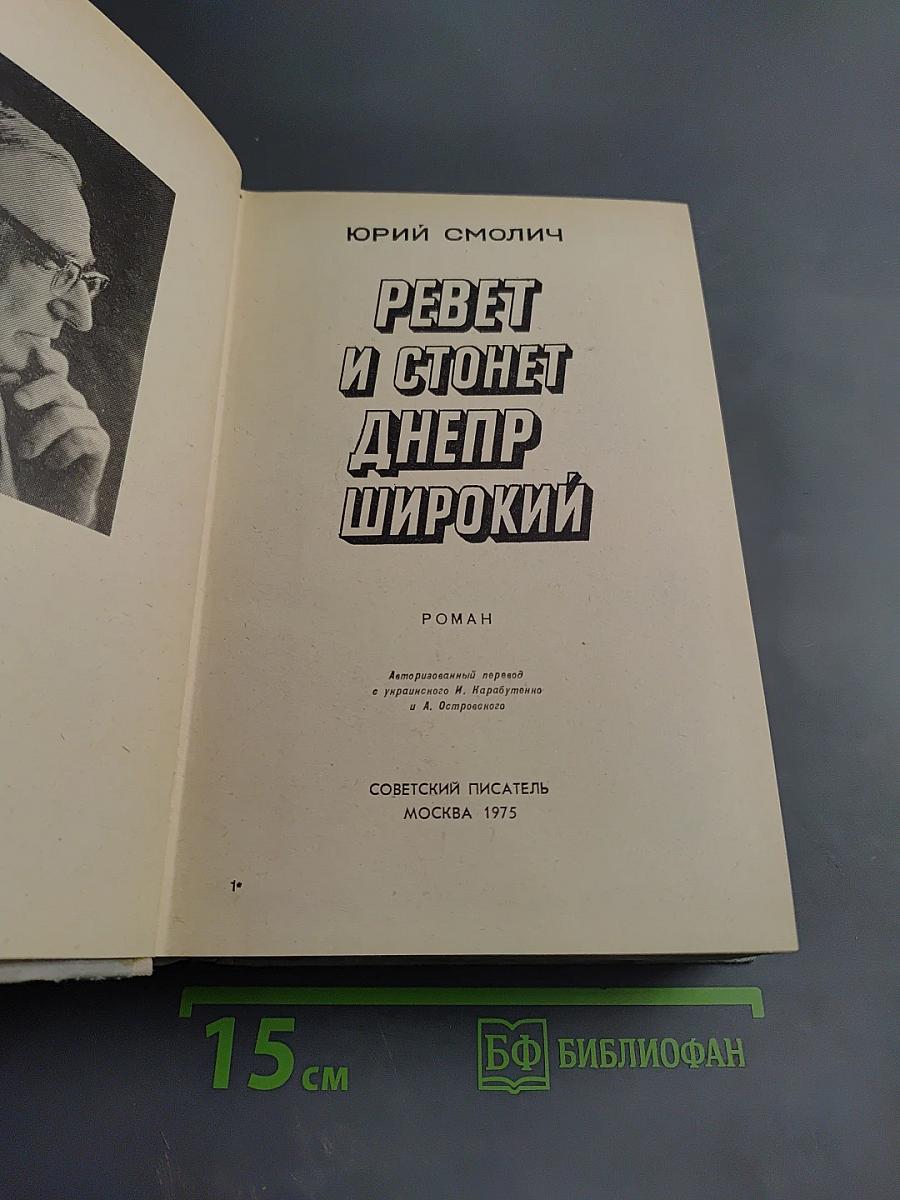 ЮРИЙ СМОЛИЧ
РЕВЕТ
И СТОНЕТ
ДНЕПР
ШИРОКИЙ
РОМАН
Авторизованный перевод
с украинского И. Карабутенко
и А. Островского
СОВЕТСКИЙ ПИСАТЕЛЬ
МОСКВА 1975
1*
15 см
БФ БИБЛИОФАН